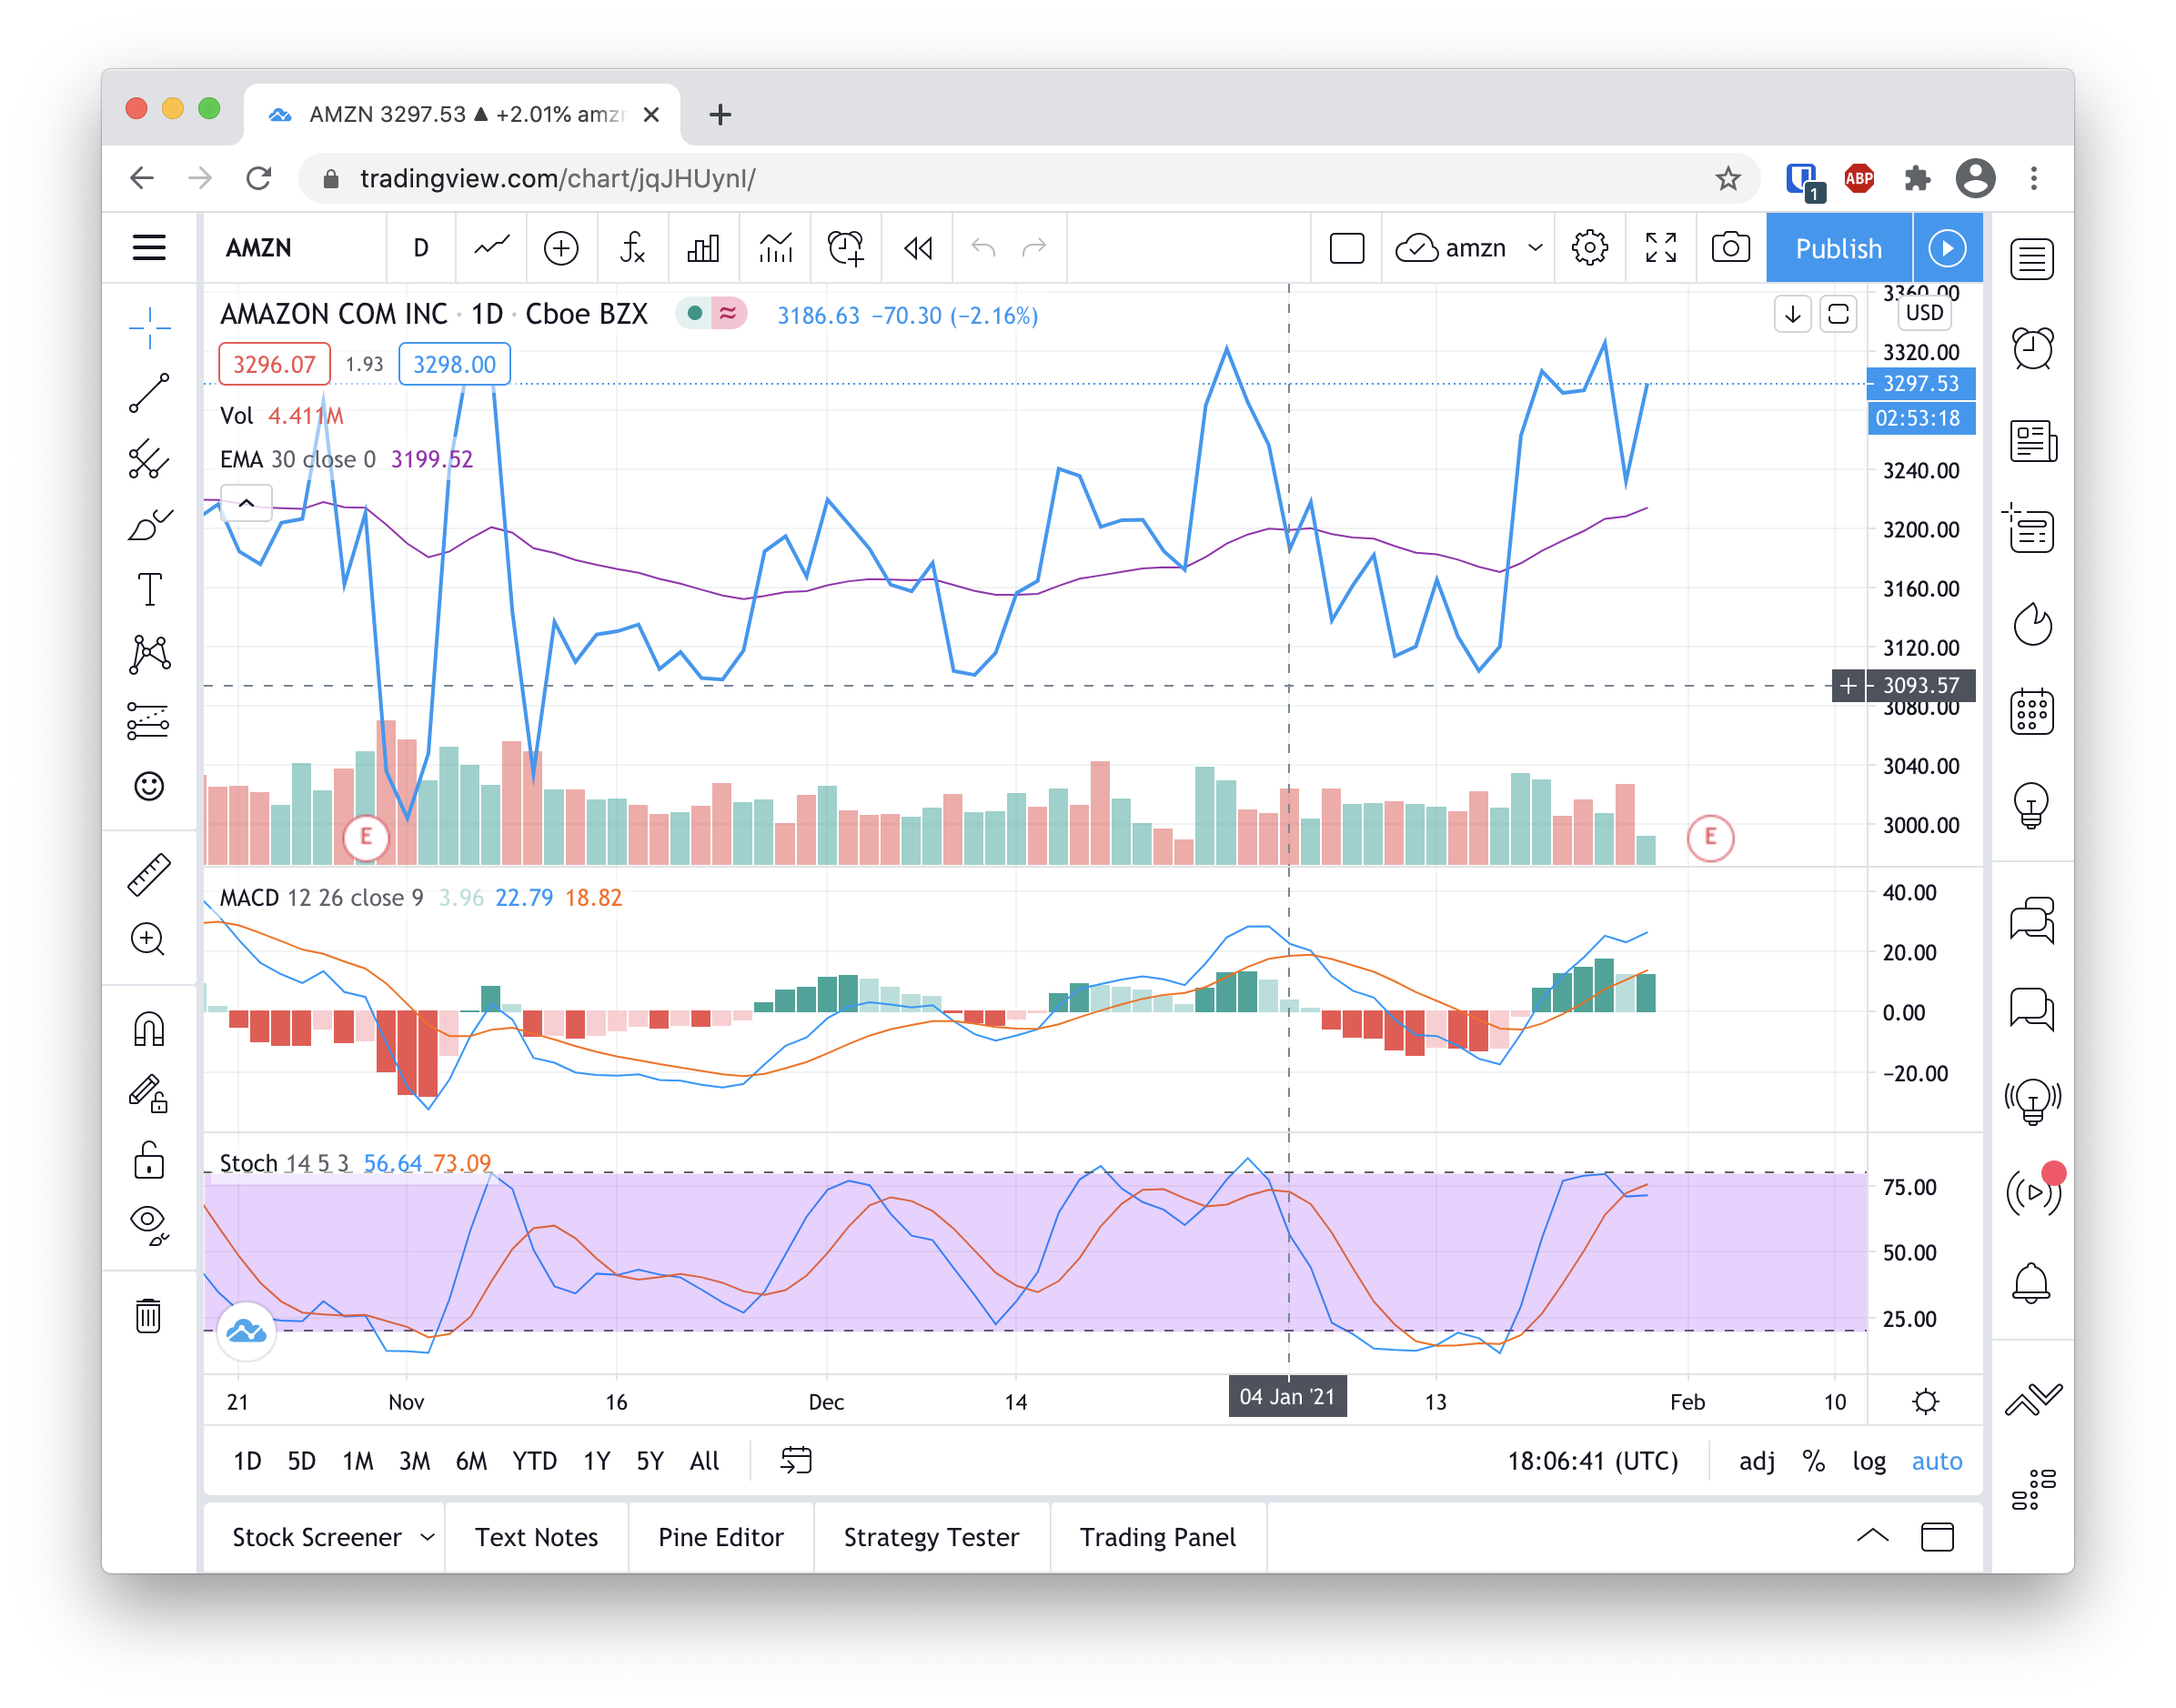 AMZN 3297.53 ▲ +2.01% amzn
tradingview.com/chart/jqJHUynI/
1
ABP
AMZN
D
amzn
Publish
AMAZON COM INC · 1D · Cboe BZX
3186.63 −70.30 (−2.16%)
3296.07 1.93 3298.00
Vol 4.411M
EMA 30 close 0 3199.52
3360.00
USD
3320.00
3297.53
02:53:18
3240.00
3200.00
3160.00
3120.00
3093.57
3080.00
3040.00
3000.00
E
E
MACD 12 26 close 9 3.96 22.79 18.82
40.00
20.00
0.00
−20.00
Stoch 14 5 3 56.64 73.09
75.00
50.00
25.00
21 Nov 16 Dec 14 04 Jan '21 13 Feb 10
1D 5D 1M 3M 6M YTD 1Y 5Y All
18:06:41 (UTC) adj % log auto
Stock Screener Text Notes Pine Editor Strategy Tester Trading Panel